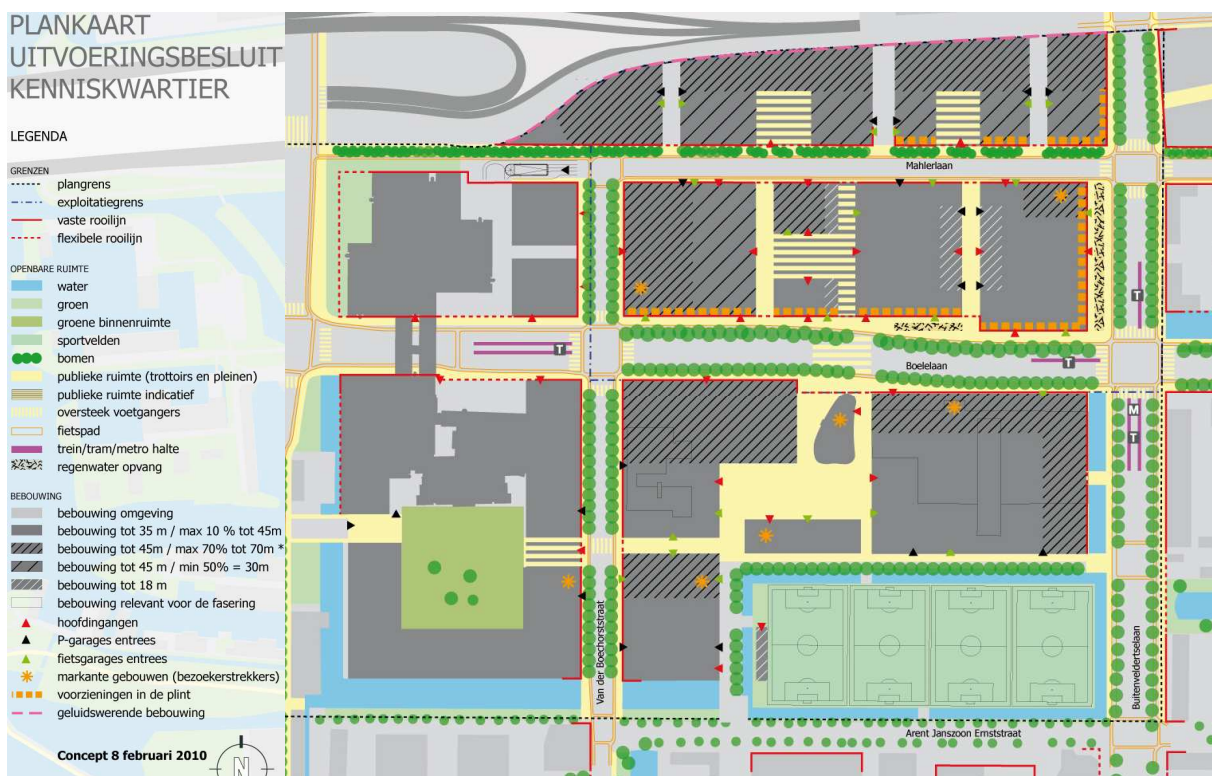 PLANKAART
UITVOERINGSBESLUIT
KENNISKWARTIER
LEGENDA
GRENZEN
plangrens
exploitatiegrens
vaste rooilijn
flexibele rooilijn
OPENBARE RUIMTE
water
groen
groene binnenruimte
sportvelden
bomen
publieke ruimte (trottoirs en pleinen)
publieke ruimte indicatief
oversteek voetgangers
fietspad
trein/tram/metro halte
regenwater opvang
BEBOUWING
bebouwing omgeving
bebouwing tot 35 m / max 10 % tot 45m
bebouwing tot 45m / max 70% tot 70m *
bebouwing tot 45 m / min 50% = 30m
bebouwing tot 18 m
bebouwing relevant voor de fasering
hoofdingangen
P-garages entrees
fietsgarages entrees
markante gebouwen (bezoekerstrekkers)
voorzieningen in de plint
geluidswerende bebouwing
Concept 8 februari 2010
N
Mahlerlaan
T
T
Boelelaan
T
M
T
Van der Boechorststraat
Buitenveldertselaan
Arent Janszoon Ernststraat